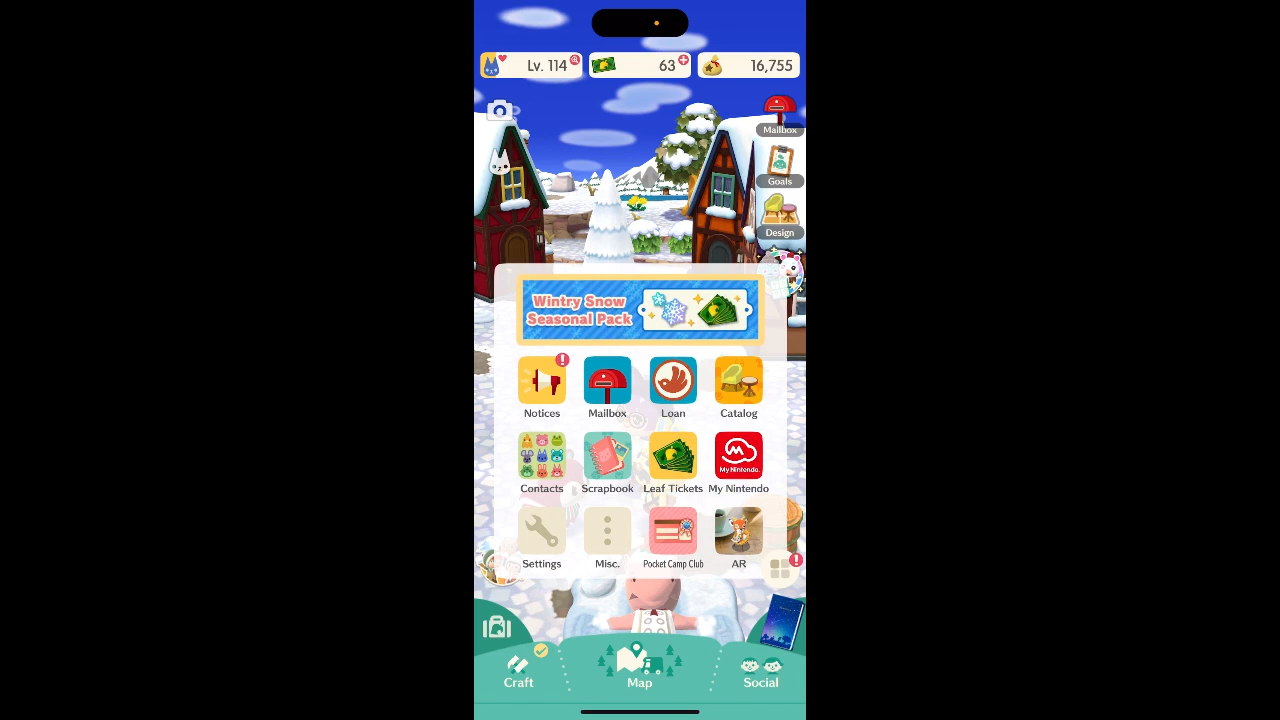 Lv. 114
63
16,755
Mailbox
Goals
Design
Wintry Snow
Seasonal Pack
Notices
Mailbox
Loan
Catalog
Contacts
Scrapbook
Leaf Tickets
My Nintendo.
My Nintendo
Settings
Misc.
Pocket Camp Club
AR
Craft
Map
Social